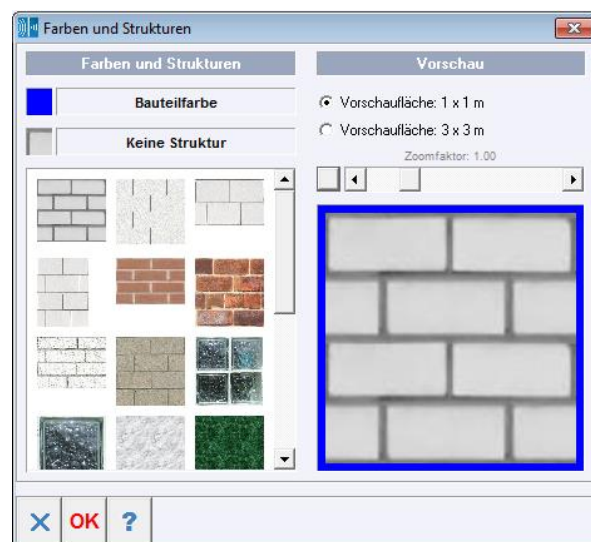 Farben und Strukturen
Farben und Strukturen
Vorschau
Bauteilfarbe
Keine Struktur
Vorschaufläche: 1 x 1 m
Vorschaufläche: 3 x 3 m
Zoomfaktor: 1.00
OK
?